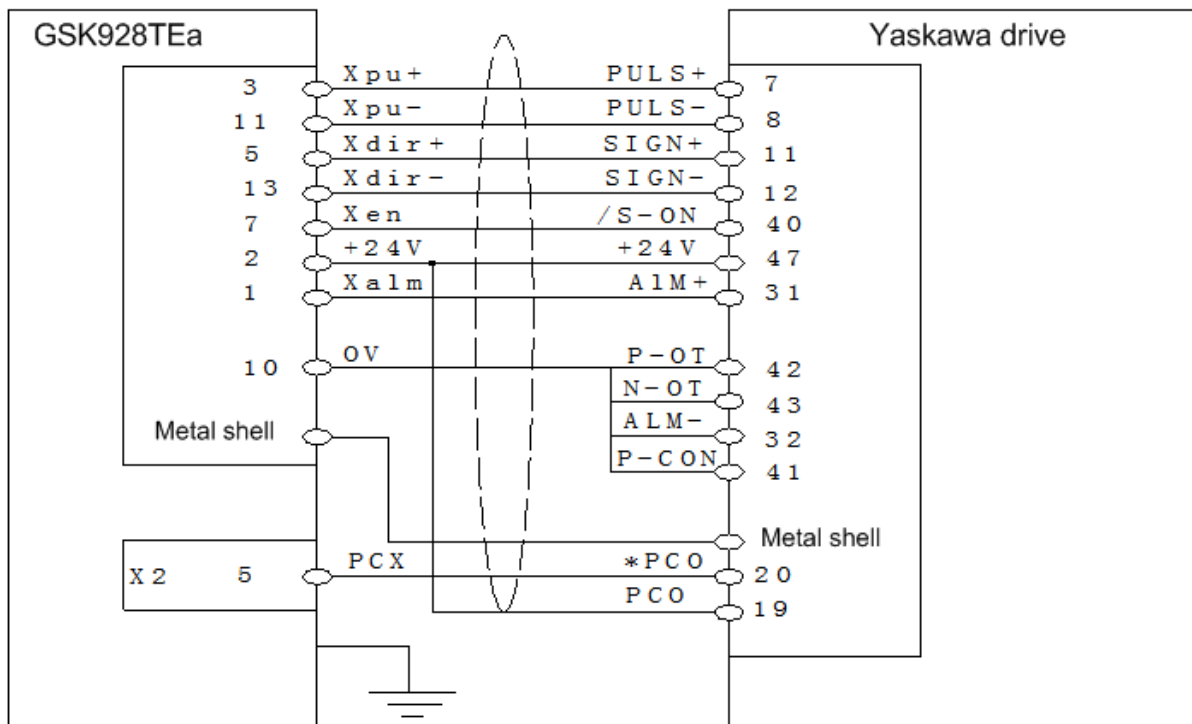 GSK928TEa Yaskawa drive
3 Xpu+ PULS+ 7
11 Xpu- PULS- 8
5 Xdir+ SIGN+ 11
13 Xdir- SIGN- 12
7 Xen /S-ON 40
2 +24V +24V 47
1 Xalm AlM+ 31
10 0V P-OT 42
N-OT 43
Metal shell ALM- 32
P-CON 41
Metal shell
X2 5 PCX *PCO 20
PCO 19